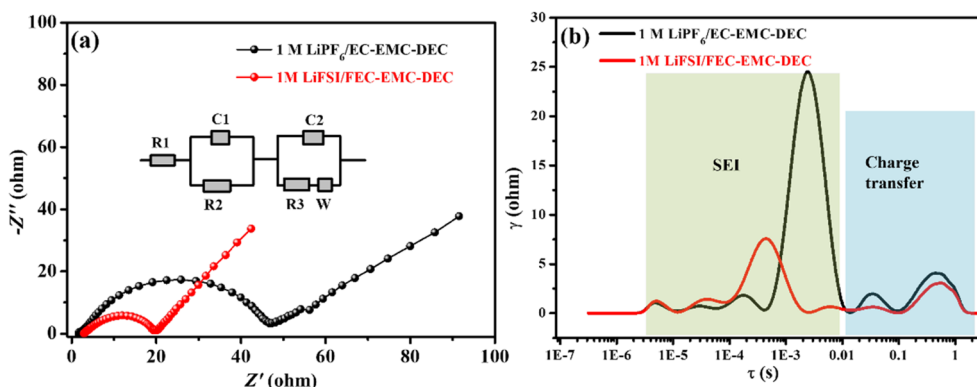 (a)
1 M LiPF6/EC-EMC-DEC
1M LiFSI/FEC-EMC-DEC
C1
C2
R1
R2
R3
W
-Z'' (ohm)
100
80
60
40
20
0
0
20
40
60
80
100
Z' (ohm)
(b)
1 M LiPF6/EC-EMC-DEC
1M LiFSI/FEC-EMC-DEC
SEI
Charge
transfer
γ (ohm)
30
25
20
15
10
5
0
1E-7
1E-6
1E-5
1E-4
1E-3
0.01
0.1
1
τ (s)